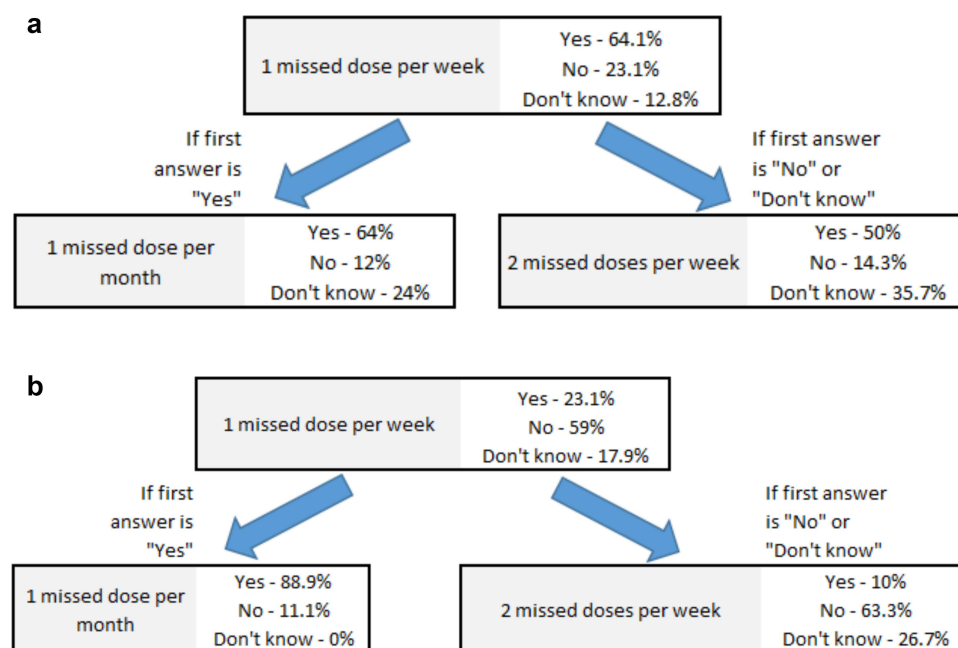 a
1 missed dose per week
Yes - 64.1%
No - 23.1%
Don't know - 12.8%
If first
answer is
"Yes"
If first answer
is "No" or
"Don't know"
1 missed dose per
month
Yes - 64%
No - 12%
Don't know - 24%
2 missed doses per week
Yes - 50%
No - 14.3%
Don't know - 35.7%
b
1 missed dose per week
Yes - 23.1%
No - 59%
Don't know - 17.9%
If first
answer is
"Yes"
If first answer
is "No" or
"Don't know"
1 missed dose per
month
Yes - 88.9%
No - 11.1%
Don't know - 0%
2 missed doses per week
Yes - 10%
No - 63.3%
Don't know - 26.7%